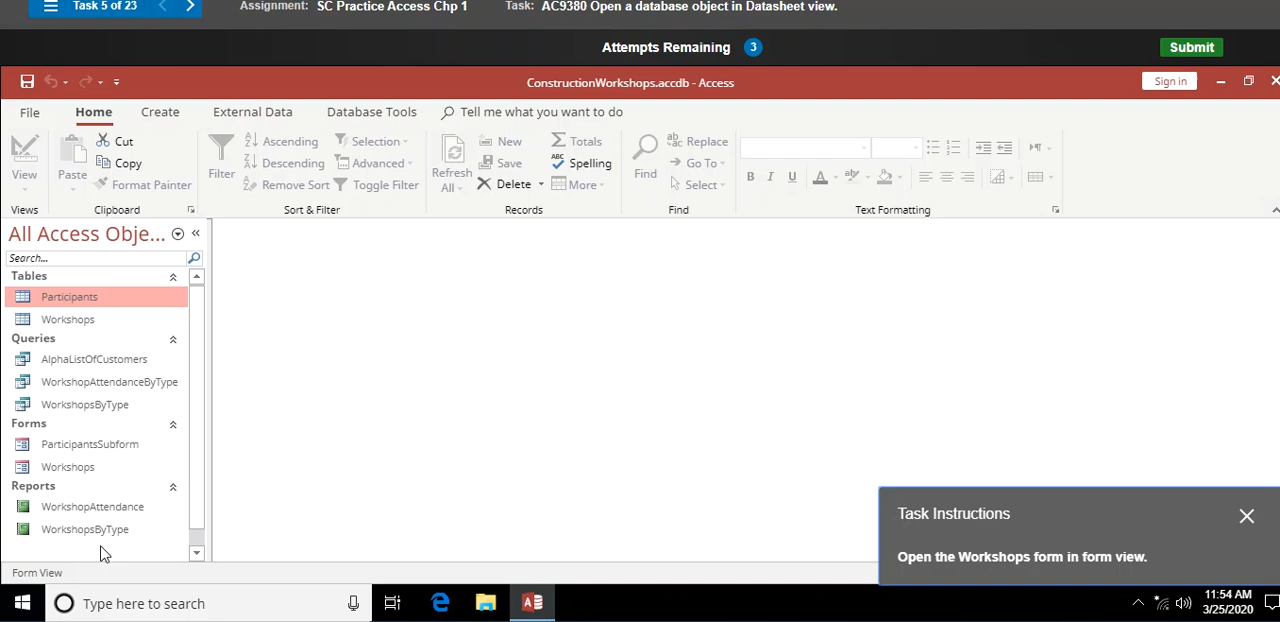 Task 5 of 23
Assignment: SC Practice Access Chp 1
Task: AC9380 Open a database object in Datasheet view.
Attempts Remaining 3
Submit
ConstructionWorkshops.accdb - Access
Sign in
File Home Create External Data Database Tools Tell me what you want to do
View
Views
Paste
Cut
Copy
Format Painter
Clipboard
Filter
Ascending
Descending
Remove Sort
Selection
Advanced
Toggle Filter
Sort & Filter
Refresh
All
New
Save
Delete
Totals
Spelling
More
Records
Find
Replace
Go To
Select
Find
B I U A
Text Formatting
All Access Obje...
Search...
Tables
Participants
Workshops
Queries
AlphaListOfCustomers
WorkshopAttendanceByType
WorkshopsByType
Forms
ParticipantsSubform
Workshops
Reports
WorkshopAttendance
WorkshopsByType
Task Instructions
Open the Workshops form in form view.
Form View
Type here to search
11:54 AM
3/25/2020